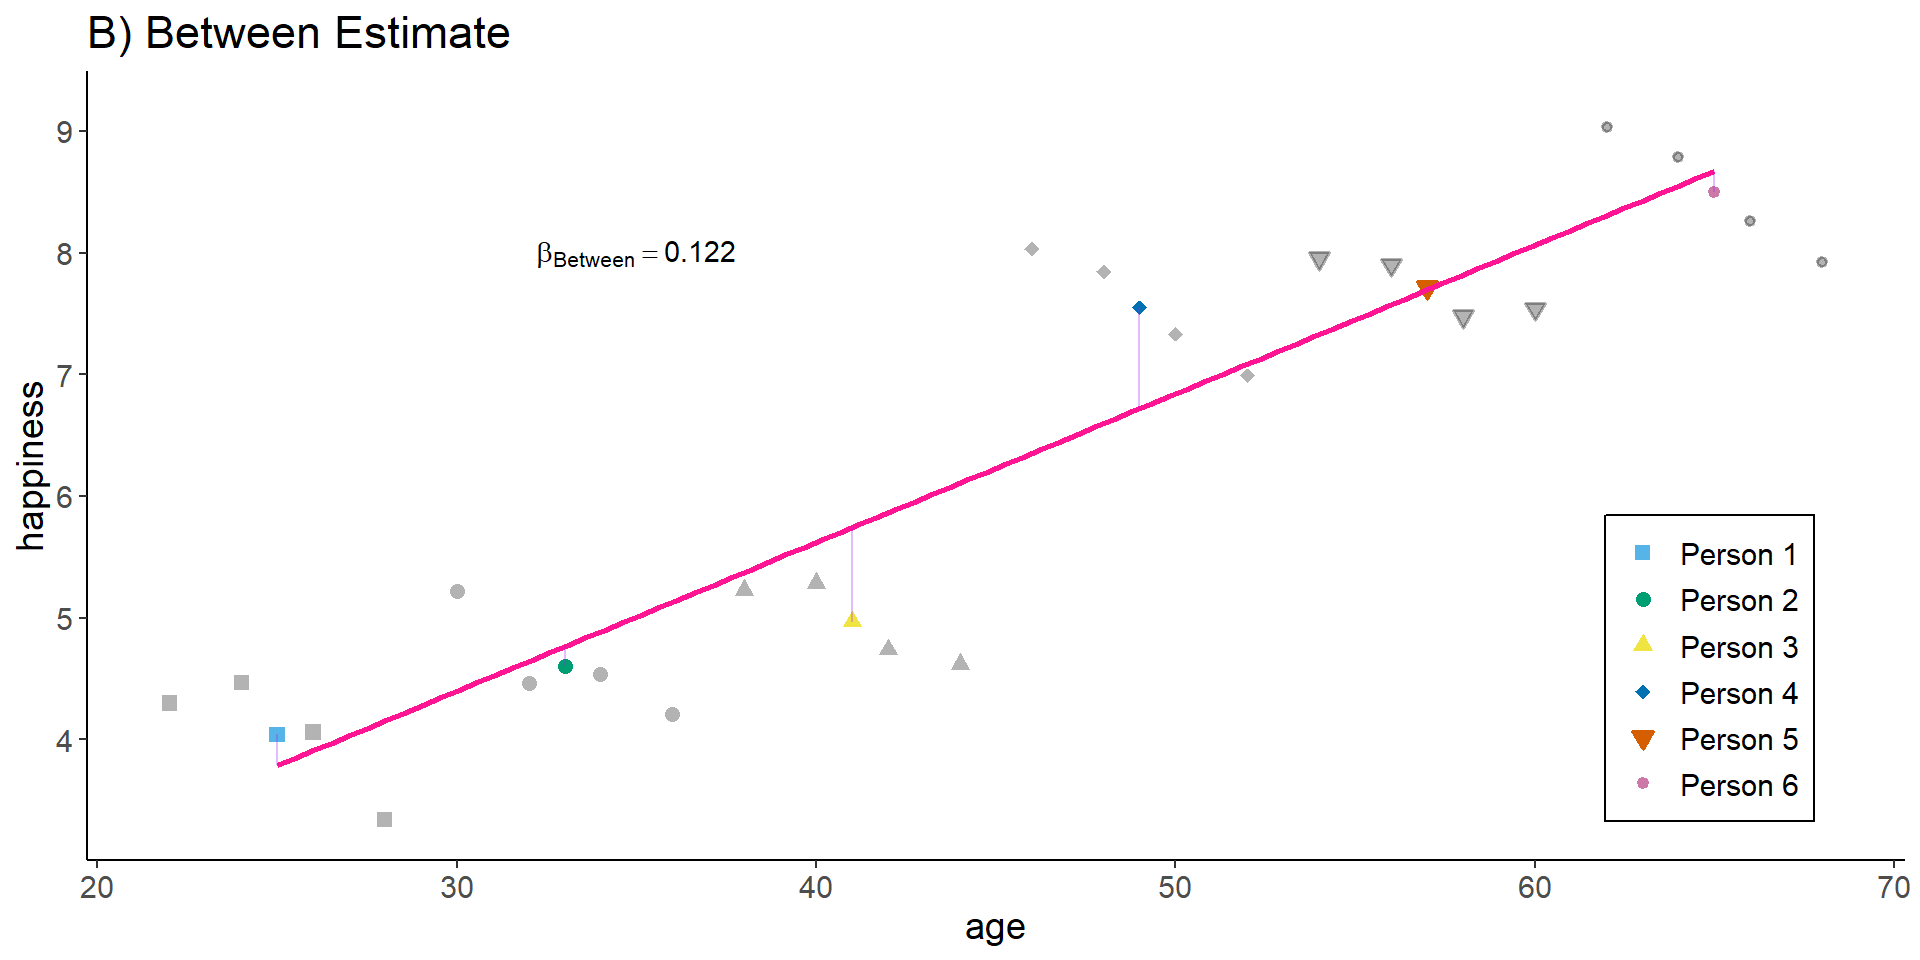 B) Between Estimate
happiness
9
8
7
6
5
4
βBetween = 0.122
Person 1
Person 2
Person 3
Person 4
Person 5
Person 6
20 30 40 50 60 70
age